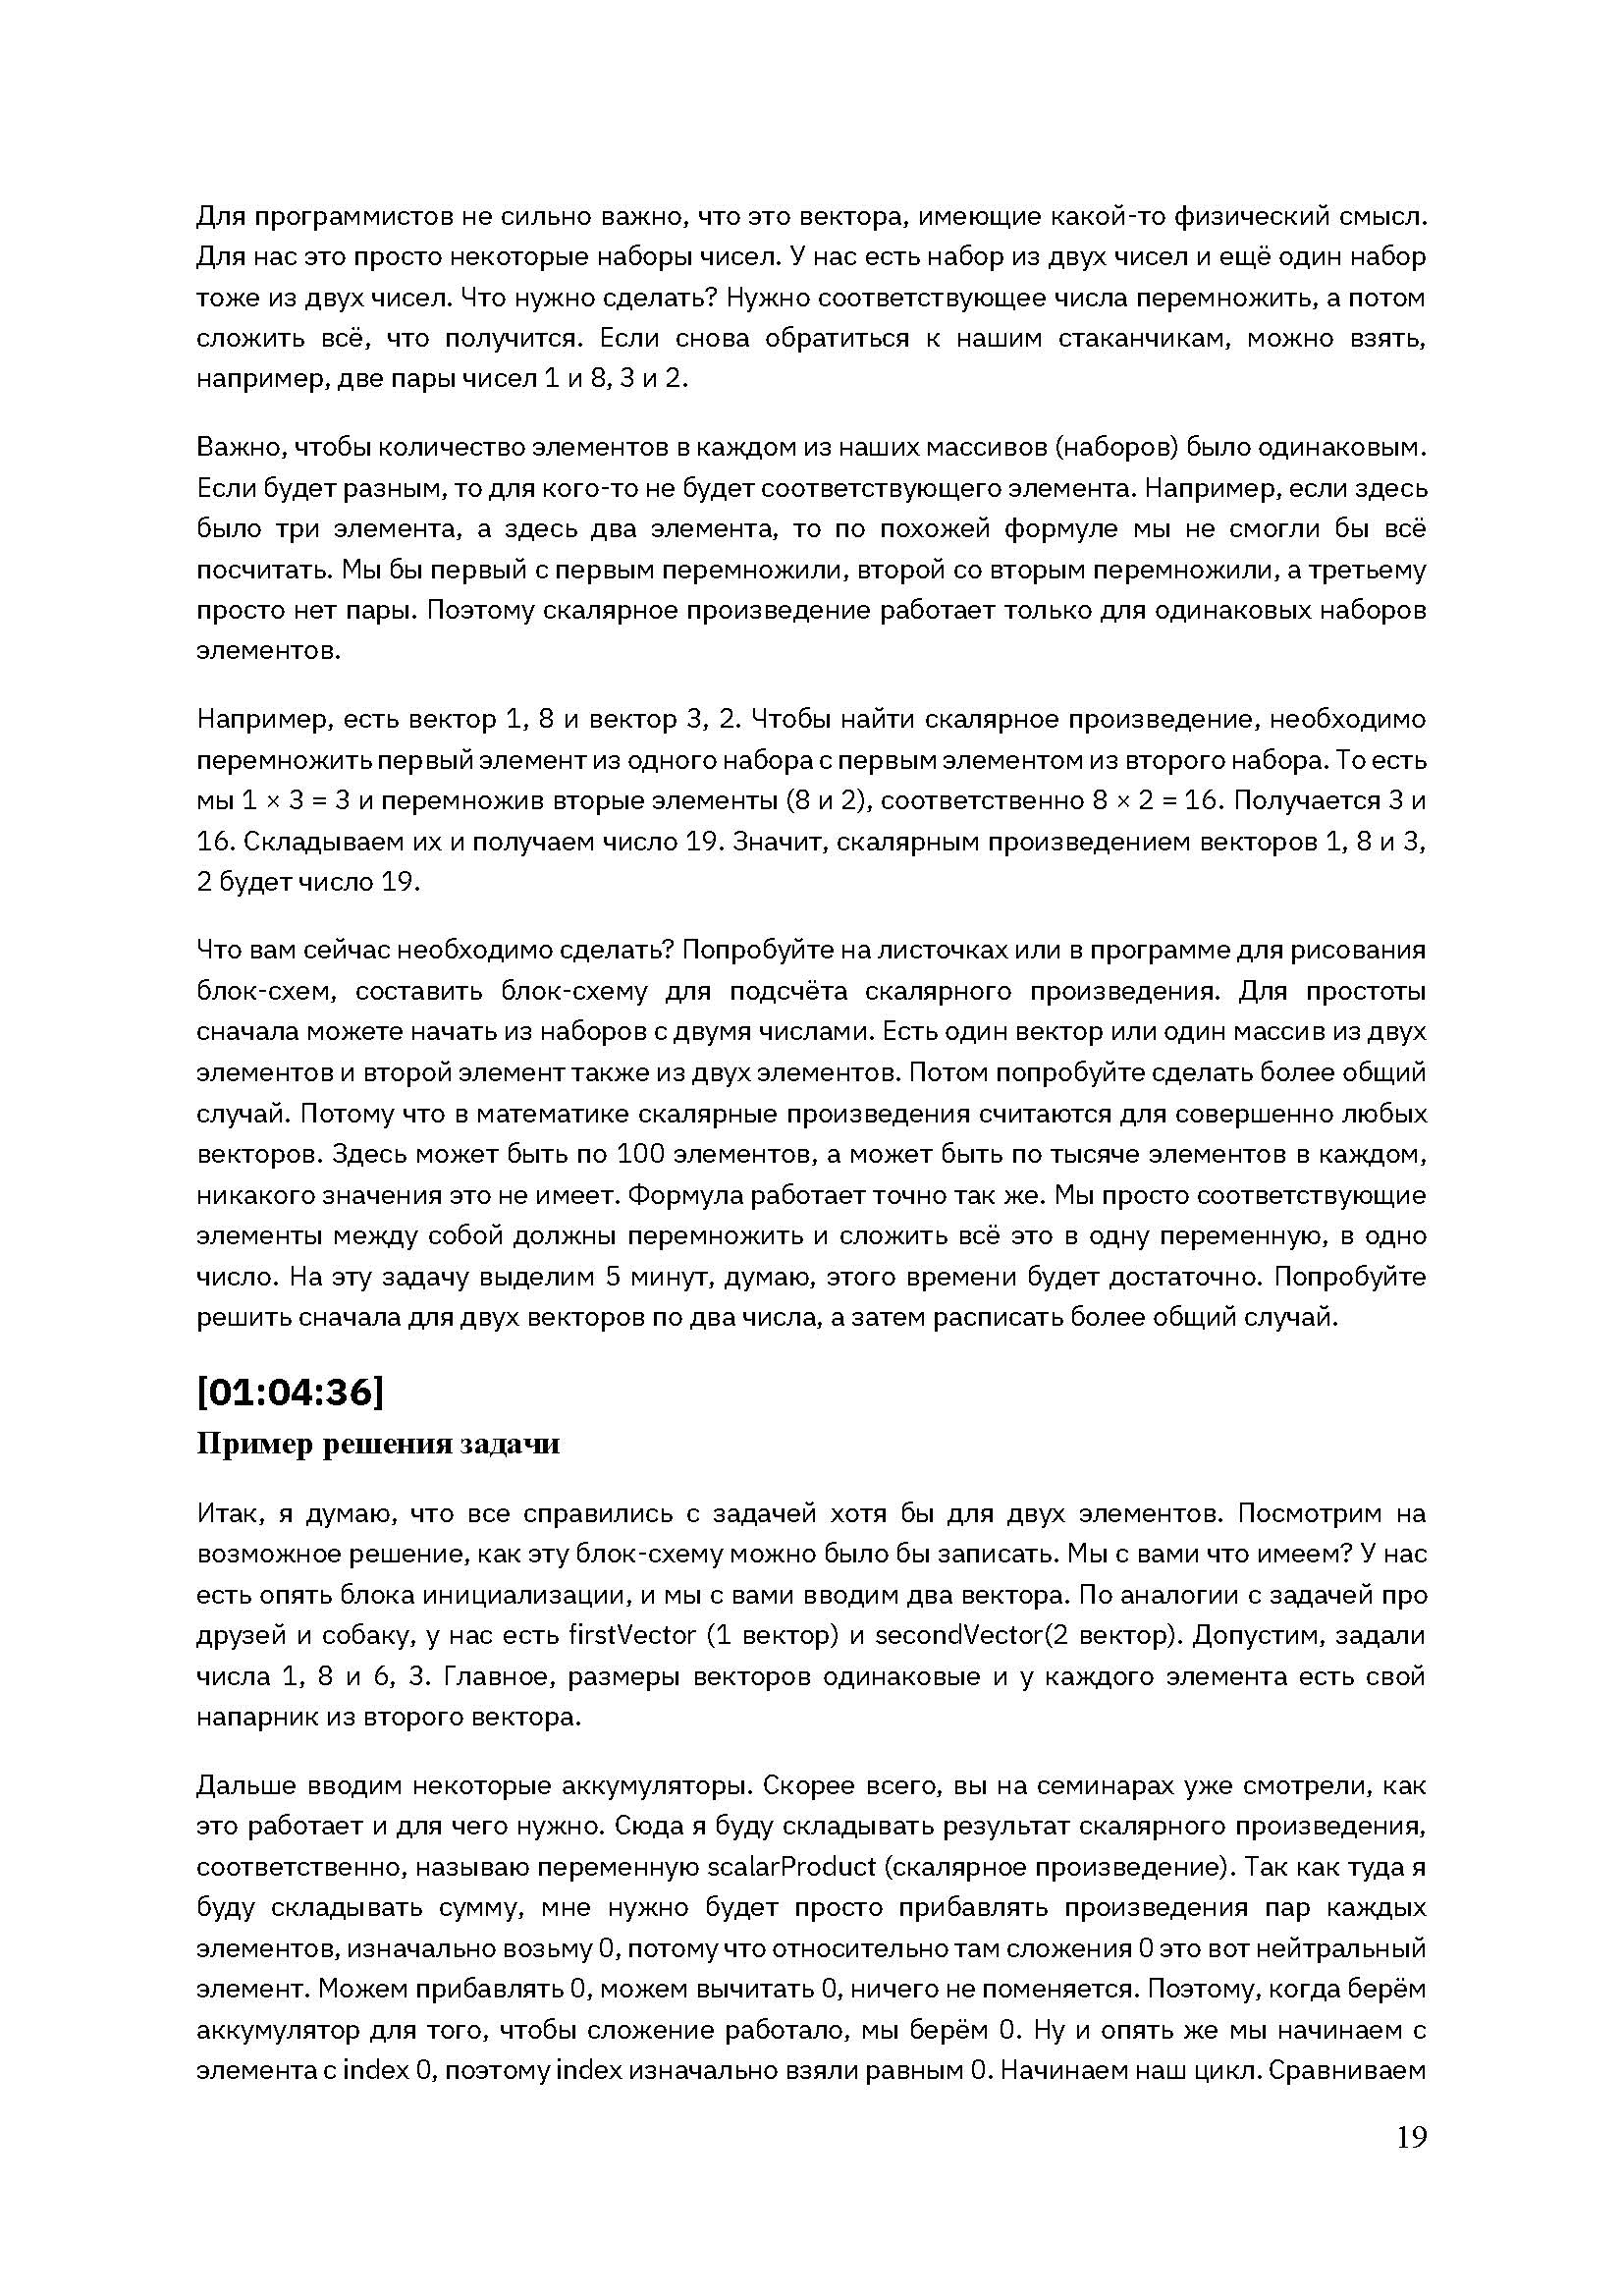 Для программистов не сильно важно, что это вектора, имеющие какой-то физический смысл.
Для нас это просто некоторые наборы чисел. У нас есть набор из двух чисел и ещё один набор
тоже из двух чисел. Что нужно сделать? Нужно соответствующее числа перемножить, а потом
сложить всё, что получится. Если снова обратиться к нашим стаканчикам, можно взять,
например, две пары чисел 1 и 8, 3 и 2.
Важно, чтобы количество элементов в каждом из наших массивов (наборов) было одинаковым.
Если будет разным, то для кого-то не будет соответствующего элемента. Например, если здесь
было три элемента, а здесь два элемента, то по похожей формуле мы не смогли бы всё
посчитать. Мы бы первый с первым перемножили, второй со вторым перемножили, а третьему
просто нет пары. Поэтому скалярное произведение работает только для одинаковых наборов
элементов.
Например, есть вектор 1, 8 и вектор 3, 2. Чтобы найти скалярное произведение, необходимо
перемножить первый элемент из одного набора с первым элементом из второго набора. То есть
мы 1 × 3 = 3 и перемножив вторые элементы (8 и 2), соответственно 8 × 2 = 16. Получается 3 и
16. Складываем их и получаем число 19. Значит, скалярным произведением векторов 1, 8 и 3,
2 будет число 19.
Что вам сейчас необходимо сделать? Попробуйте на листочках или в программе для рисования
блок-схем, составить блок-схему для подсчёта скалярного произведения. Для простоты
сначала можете начать из наборов с двумя числами. Есть один вектор или один массив из двух
элементов и второй элемент также из двух элементов. Потом попробуйте сделать более общий
случай. Потому что в математике скалярные произведения считаются для совершенно любых
векторов. Здесь может быть по 100 элементов, а может быть по тысяче элементов в каждом,
никакого значения это не имеет. Формула работает точно так же. Мы просто соответствующие
элементы между собой должны перемножить и сложить всё это в одну переменную, в одно
число. На эту задачу выделим 5 минут, думаю, этого времени будет достаточно. Попробуйте
решить сначала для двух векторов по два числа, а затем расписать более общий случай.
[01:04:36]
Пример решения задачи
Итак, я думаю, что все справились с задачей хотя бы для двух элементов. Посмотрим на
возможное решение, как эту блок-схему можно было бы записать. Мы с вами что имеем? У нас
есть опять блока инициализации, и мы с вами вводим два вектора. По аналогии с задачей про
друзей и собаку, у нас есть firstVector (1 вектор) и secondVector(2 вектор). Допустим, задали
числа 1, 8 и 6, 3. Главное, размеры векторов одинаковые и у каждого элемента есть свой
напарник из второго вектора.
Дальше вводим некоторые аккумуляторы. Скорее всего, вы на семинарах уже смотрели, как
это работает и для чего нужно. Сюда я буду складывать результат скалярного произведения,
соответственно, называю переменную scalarProduct (скалярное произведение). Так как туда я
буду складывать сумму, мне нужно будет просто прибавлять произведения пар каждых
элементов, изначально возьму 0, потому что относительно там сложения 0 это вот нейтральный
элемент. Можем прибавлять 0, можем вычитать 0, ничего не поменяется. Поэтому, когда берём
аккумулятор для того, чтобы сложение работало, мы берём 0. Ну и опять же мы начинаем с
элемента с index 0, поэтому index изначально взяли равным 0. Начинаем наш цикл. Сравниваем
19